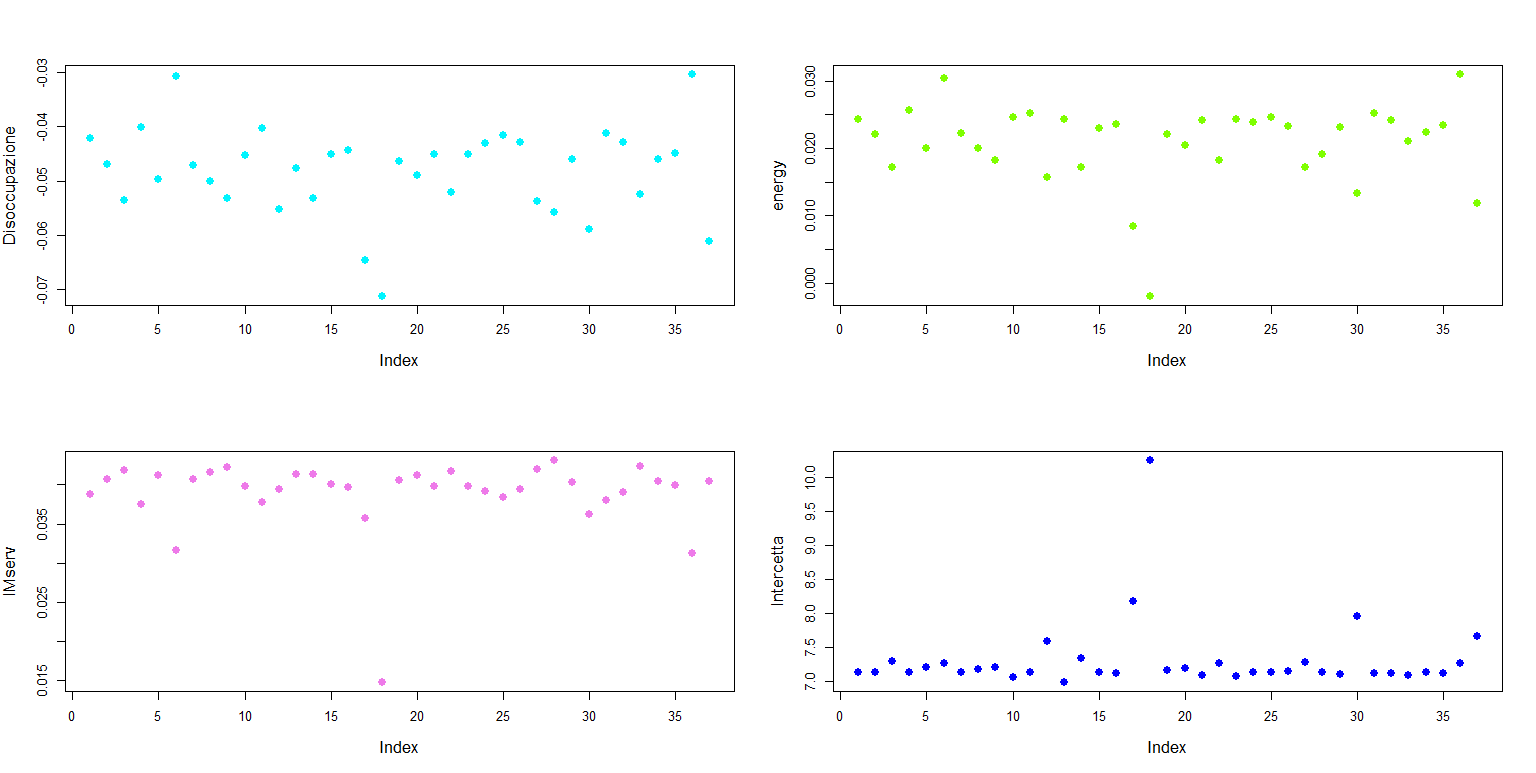 Disoccupazione
-0.03
-0.04
-0.05
-0.06
-0.07
0 5 10 15 20 25 30 35
Index
energy
0.030
0.020
0.010
0.000
0 5 10 15 20 25 30 35
Index
IMserv
0.035
0.025
0.015
0 5 10 15 20 25 30 35
Index
Intercetta
10.0
9.5
9.0
8.5
8.0
7.5
7.0
0 5 10 15 20 25 30 35
Index